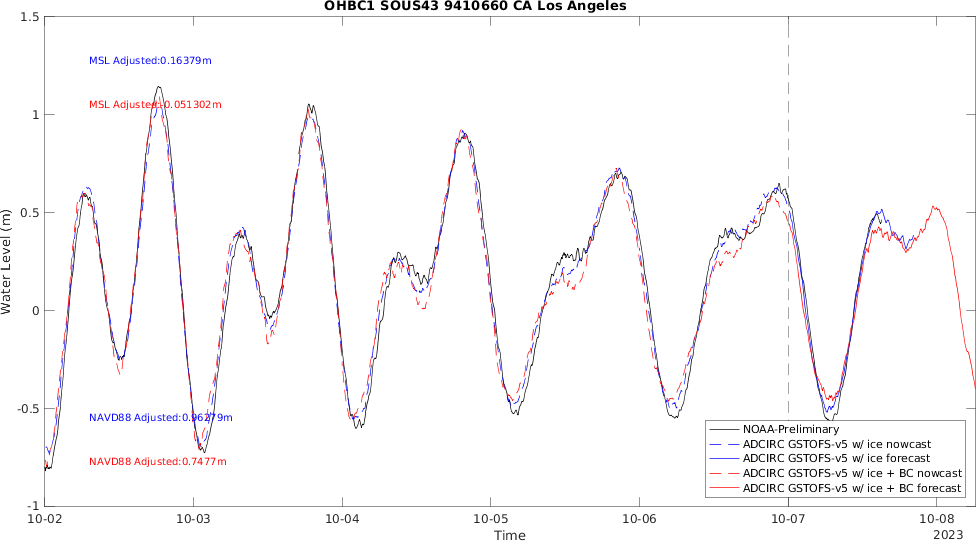 OHBC1 SOUS43 9410660 CA Los Angeles
1.5
1
0.5
0
-0.5
-1
Water Level (m)
MSL Adjusted:0.16379m
MSL Adjusted:-0.051302m
NAVD88 Adjusted:0.96279m
NAVD88 Adjusted:0.7477m
NOAA-Preliminary
ADCIRC GSTOFS-v5 w/ ice nowcast
ADCIRC GSTOFS-v5 w/ ice forecast
ADCIRC GSTOFS-v5 w/ ice + BC nowcast
ADCIRC GSTOFS-v5 w/ ice + BC forecast
10-02 10-03 10-04 10-05 10-06 10-07 10-08
Time
2023